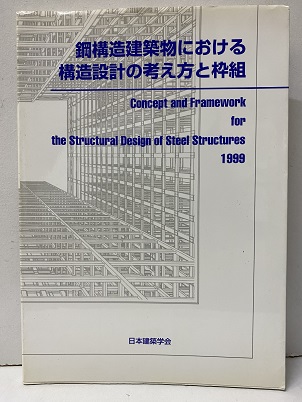 鋼構造建築物における
構造設計の考え方と枠組
Concept and Framework
for
the Structural Design of Steel Structures
1999
日本建築学会